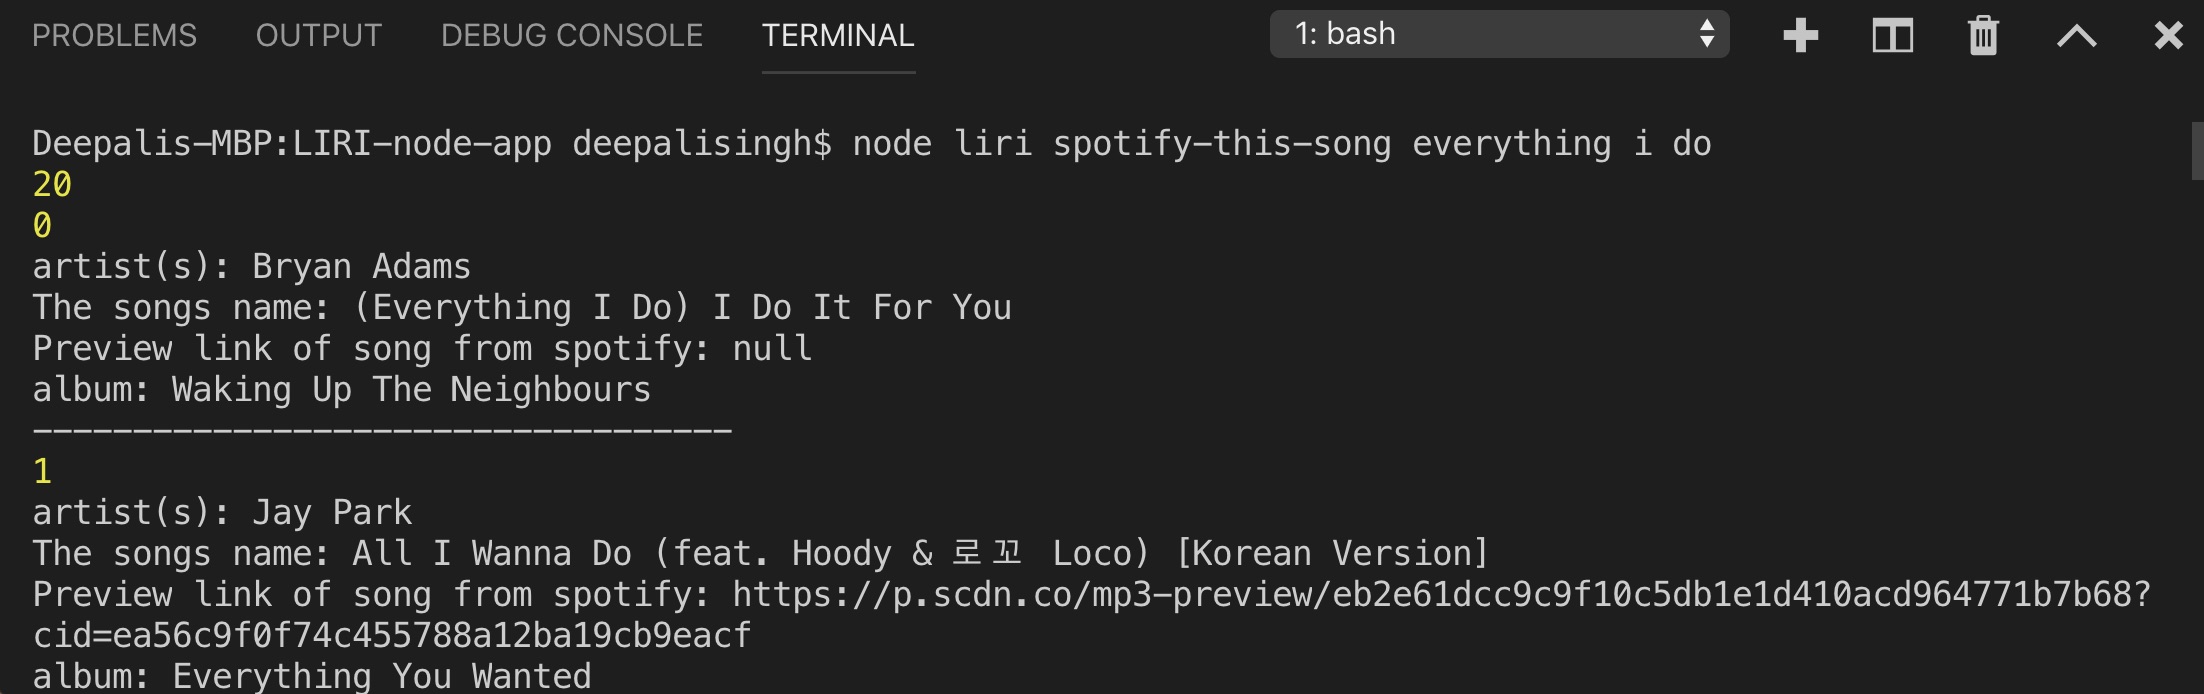 PROBLEMS OUTPUT DEBUG CONSOLE TERMINAL 1: bash
Deepalis-MBP:LIRI-node-app deepalisingh$ node liri spotify-this-song everything i do
20
0
artist(s): Bryan Adams
The songs name: (Everything I Do) I Do It For You
Preview link of song from spotify: null
album: Waking Up The Neighbours
-----------------------------------
1
artist(s): Jay Park
The songs name: All I Wanna Do (feat. Hoody & 로꼬 Loco) [Korean Version]
Preview link of song from spotify: https://p.scdn.co/mp3-preview/eb2e61dcc9c9f10c5db1e1d410acd964771b7b68?
cid=ea56c9f0f74c455788a12ba19cb9eacf
album: Everything You Wanted